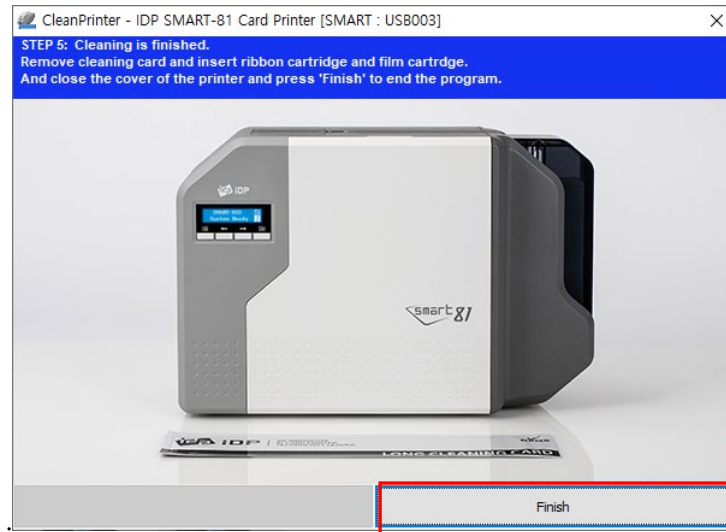 CleanPrinter - IDP SMART-81 Card Printer [SMART : USB003]
STEP 5: Cleaning is finished.
Remove cleaning card and insert ribbon cartridge and film cartrdge.
And close the cover of the printer and press 'Finish' to end the program.
IDP
System Ready
smart 81
IDP
LONG CLEANING CARD
Finish